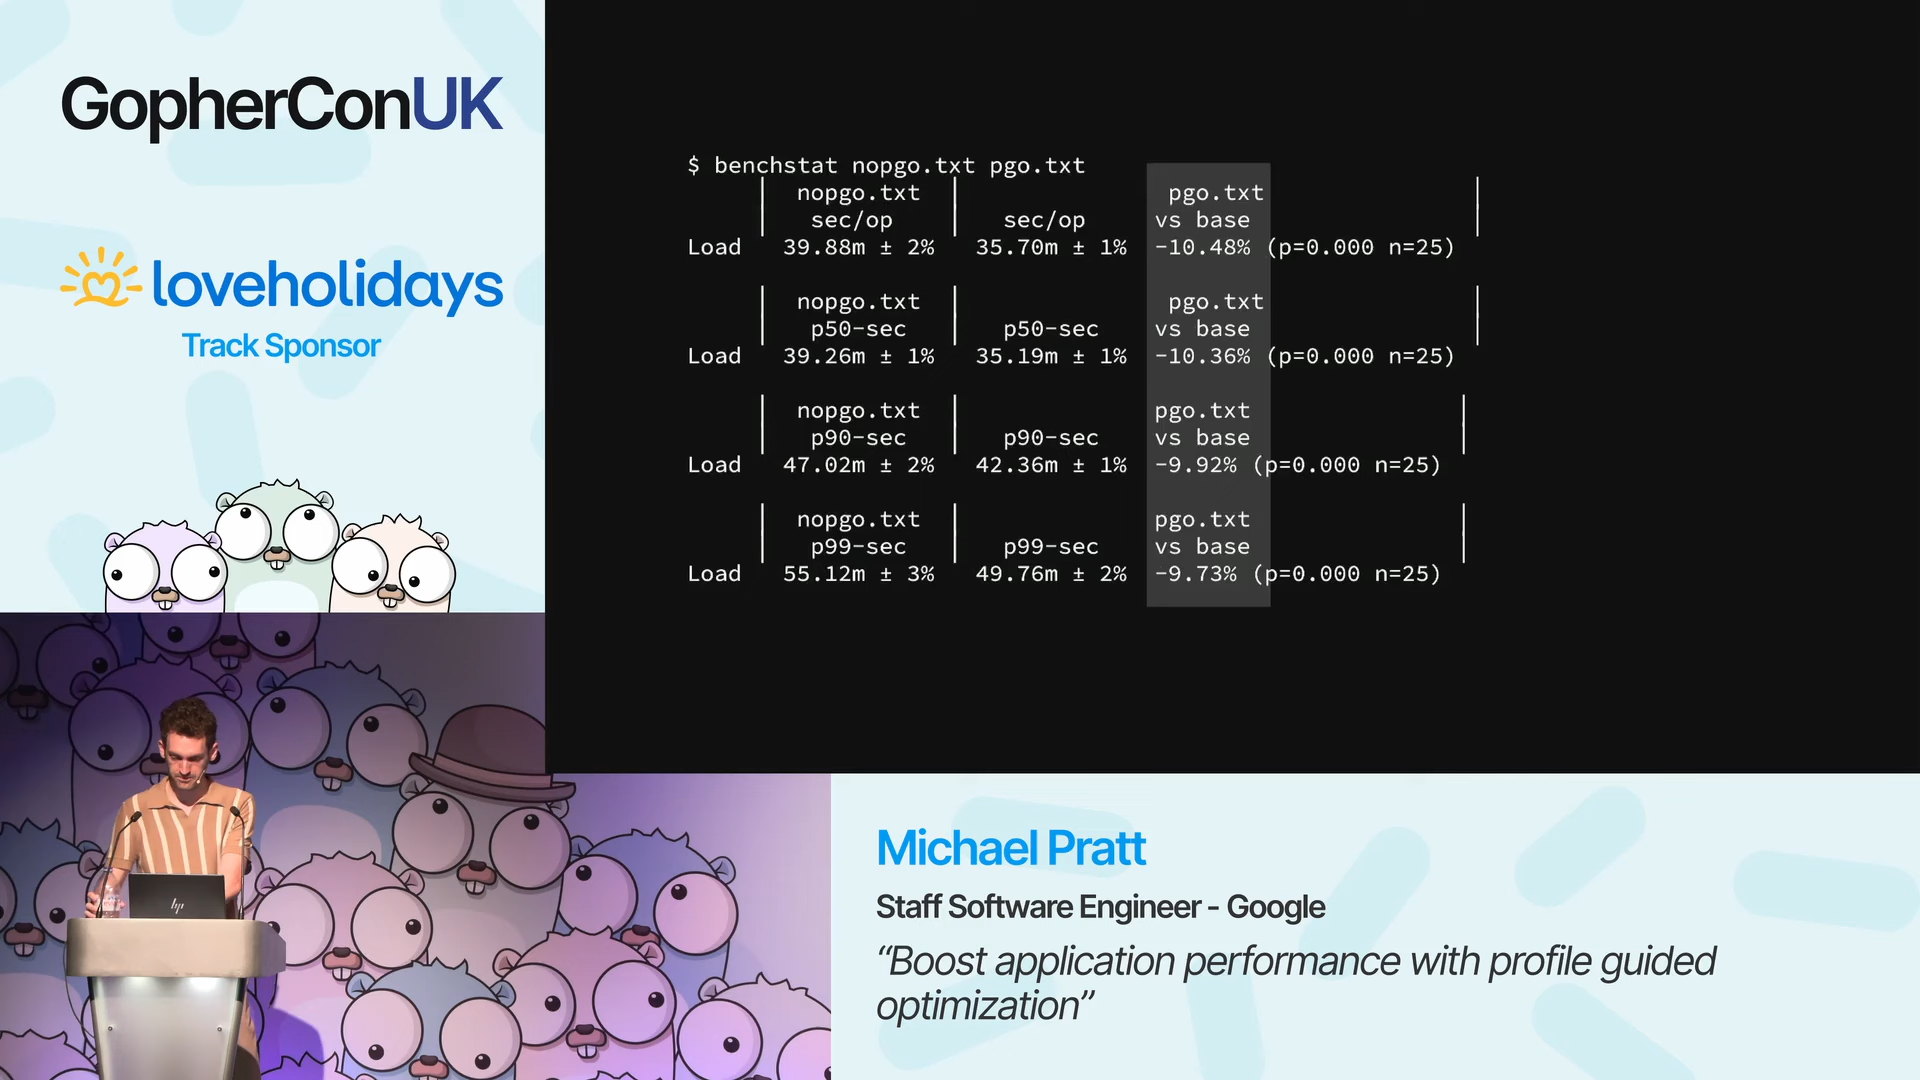 GopherConUK
loveholidays
Track Sponsor
$ benchstat nopgo.txt pgo.txt
| nopgo.txt | pgo.txt |
| sec/op | sec/op vs base |
Load 39.88m ± 2% 35.70m ± 1% -10.48% (p=0.000 n=25)
| nopgo.txt | pgo.txt |
| p50-sec | p50-sec vs base |
Load 39.26m ± 1% 35.19m ± 1% -10.36% (p=0.000 n=25)
| nopgo.txt | pgo.txt |
| p90-sec | p90-sec vs base |
Load 47.02m ± 2% 42.36m ± 1% -9.92% (p=0.000 n=25)
| nopgo.txt | pgo.txt |
| p99-sec | p99-sec vs base |
Load 55.12m ± 3% 49.76m ± 2% -9.73% (p=0.000 n=25)
hp
Michael Pratt
Staff Software Engineer - Google
“Boost application performance with profile guided
optimization”